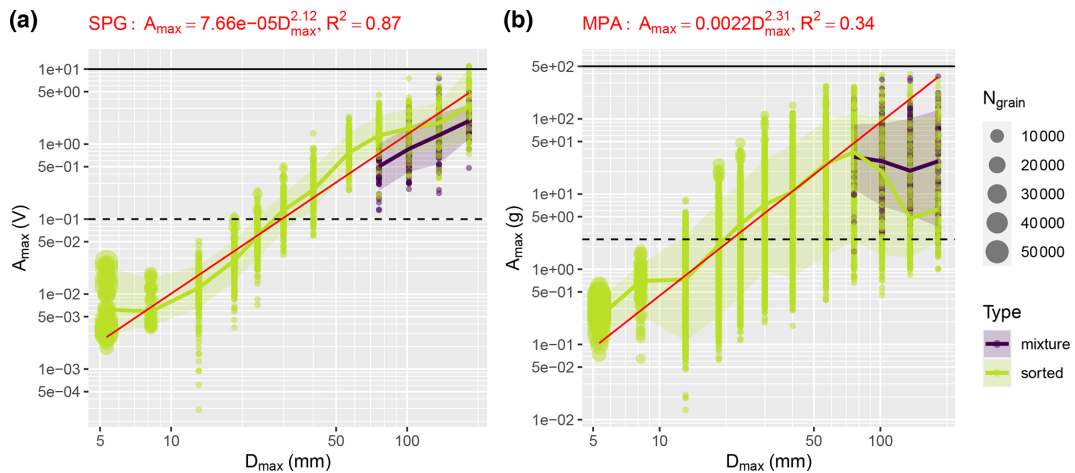 (a) SPG: A_max = 7.66e−05D_max^2.12, R^2 = 0.87
1e+01
5e+00
1e+00
5e−01
1e−01
5e−02
1e−02
5e−03
1e−03
5e−04
A_max (V)
5 10 50 100
D_max (mm)
(b) MPA: A_max = 0.0022D_max^2.31, R^2 = 0.34
5e+02
1e+02
5e+01
1e+01
5e+00
1e+00
5e−01
1e−01
5e−02
1e−02
A_max (g)
5 10 50 100
D_max (mm)
N_grain
10000
20000
30000
40000
50000
Type
mixture
sorted